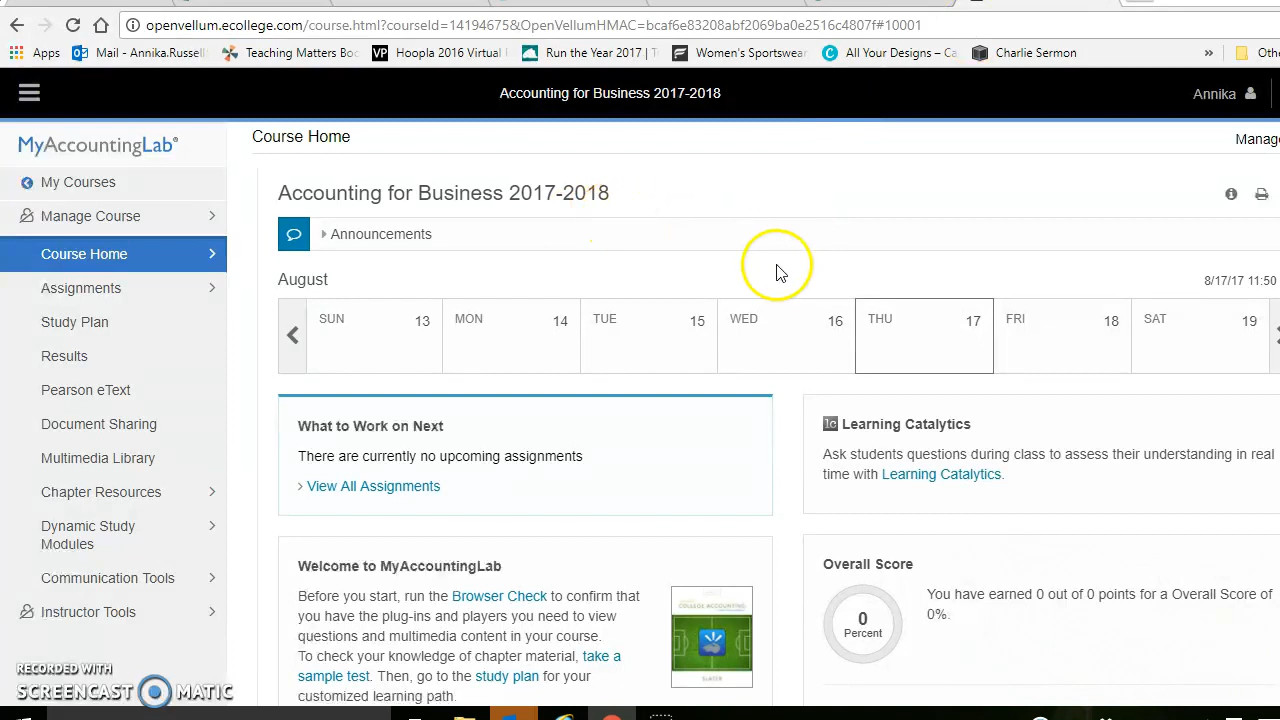 openvellum.ecollege.com/course.html?courseId=14194675&OpenVellumHMAC=bcaf6e83208abf2069ba0e2516c4807f#10001
Apps Mail - Annika.Russell Teaching Matters Boo VP Hoopla 2016 Virtual Run the Year 2017 | T Women's Sportswea All Your Designs – Ca Charlie Sermon » Oth
Accounting for Business 2017-2018
Annika
MyAccountingLab
My Courses
Manage Course
Course Home
Assignments
Study Plan
Results
Pearson eText
Document Sharing
Multimedia Library
Chapter Resources
Dynamic Study
Modules
Communication Tools
Instructor Tools
Course Home
Manage
Accounting for Business 2017-2018
Announcements
August
8/17/17 11:50
SUN 13 MON 14 TUE 15 WED 16 THU 17 FRI 18 SAT 19
What to Work on Next
There are currently no upcoming assignments
View All Assignments
lc Learning Catalytics
Ask students questions during class to assess their understanding in real
time with Learning Catalytics.
Welcome to MyAccountingLab
Before you start, run the Browser Check to confirm that
you have the plug-ins and players you need to view
questions and multimedia content in your course.
To check your knowledge of chapter material, take a
sample test. Then, go to the study plan for your
customized learning path.
COLLEGE ACCOUNTING
SLATER
Overall Score
0
Percent
You have earned 0 out of 0 points for a Overall Score of
0%.
RECORDED WITH
SCREENCAST MATIC